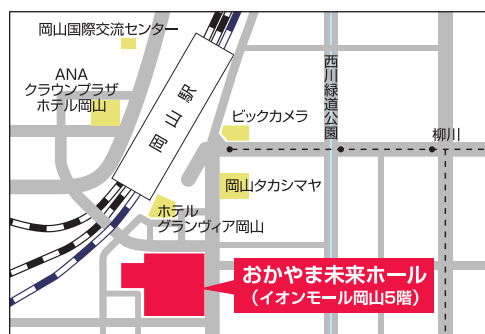 岡山国際交流センター
ANA
クラウンプラザ
ホテル岡山
岡山駅
西川緑道公園
ビックカメラ
柳川
岡山タカシマヤ
ホテル
グランヴィア岡山
おかやま未来ホール
（イオンモール岡山5階）